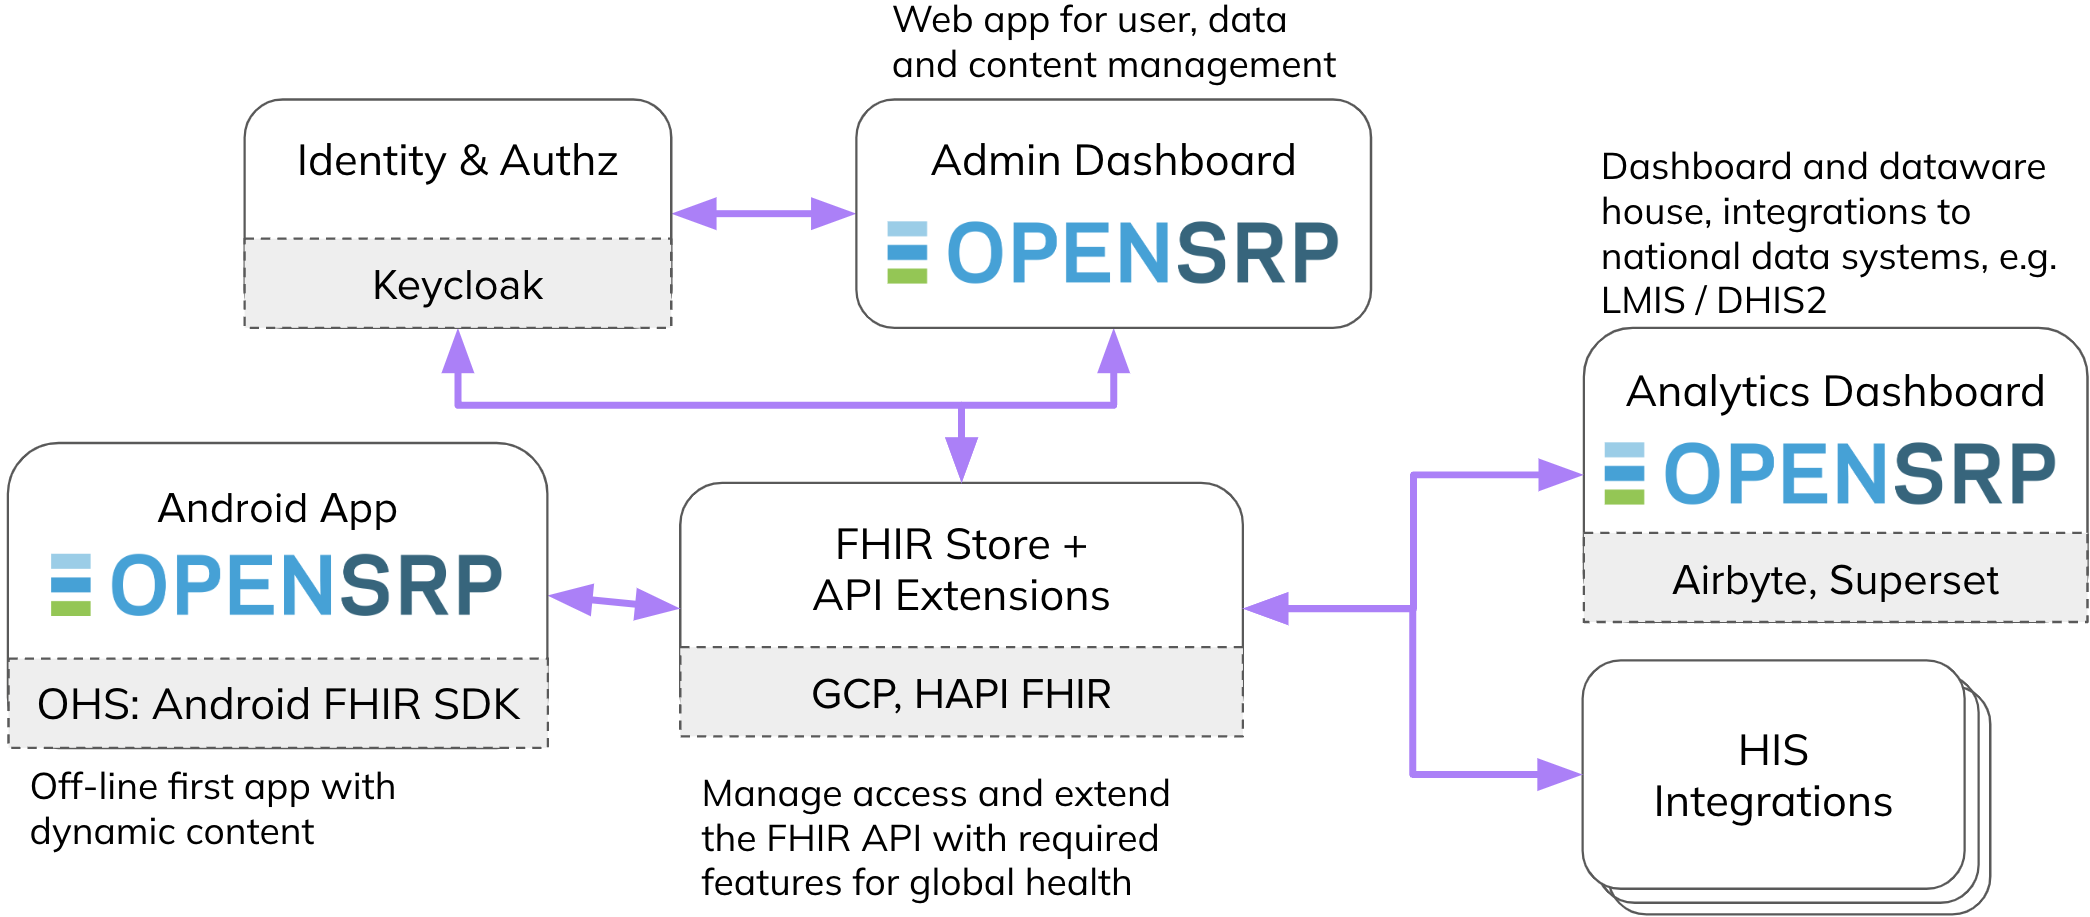 Web app for user, data
and content management
Identity & Authz
Keycloak
Admin Dashboard
OPENSRP
Dashboard and dataware
house, integrations to
national data systems, e.g.
LMIS / DHIS2
Analytics Dashboard
OPENSRP
Airbyte, Superset
Android App
OPENSRP
OHS: Android FHIR SDK
Off-line first app with
dynamic content
FHIR Store +
API Extensions
GCP, HAPI FHIR
Manage access and extend
the FHIR API with required
features for global health
HIS
Integrations